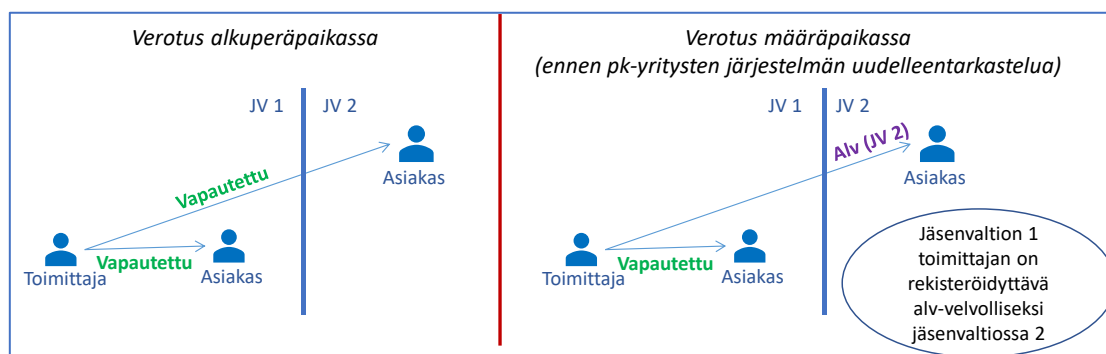 Verotus alkuperäpaikassa
JV 1
JV 2
Asiakas
Vapautettu
Vapautettu
Toimittaja
Asiakas
Verotus määräpaikassa
(ennen pk-yritysten järjestelmän uudelleentarkastelua)
JV 1
JV 2
Alv (JV 2)
Asiakas
Vapautettu
Toimittaja
Asiakas
Jäsenvaltion 1
toimittajan on
rekisteröidyttävä
alv-velvolliseksi
jäsenvaltiossa 2